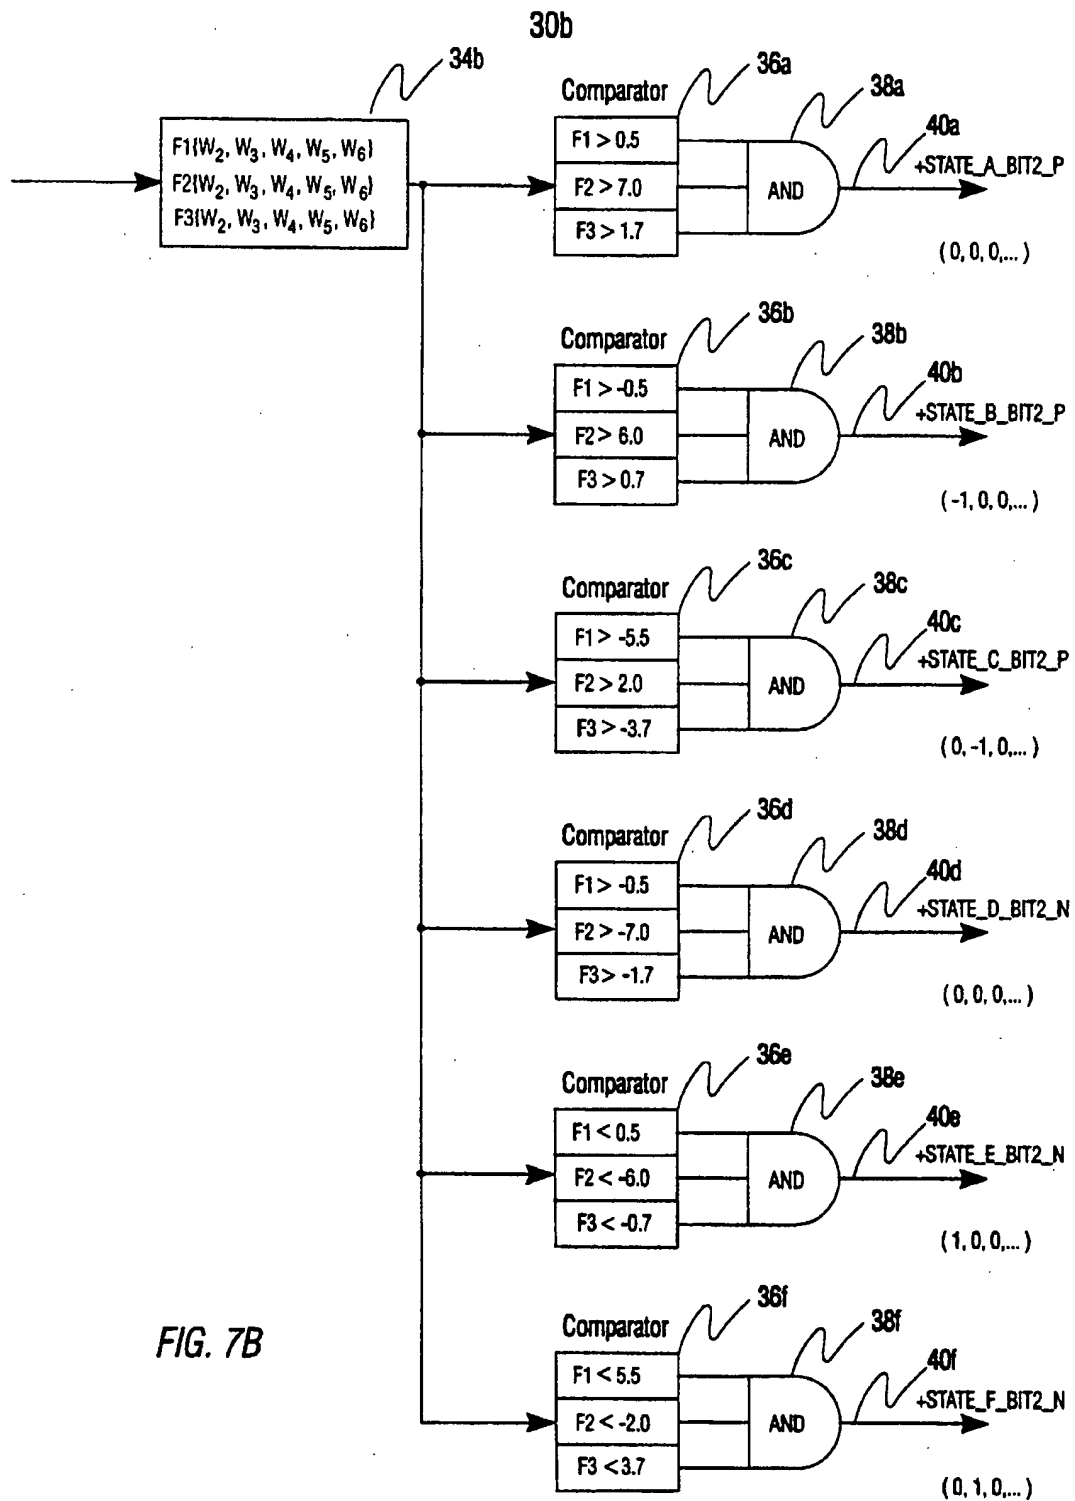 30b
34b
F1{W2, W3, W4, W5, W6}
F2{W2, W3, W4, W5, W6}
F3{W2, W3, W4, W5, W6}
Comparator
36a
F1 > 0.5
F2 > 7.0
F3 > 1.7
38a
AND
40a
+STATE_A_BIT2_P
(0, 0, 0,...)
Comparator
36b
F1 > -0.5
F2 > 6.0
F3 > 0.7
38b
AND
40b
+STATE_B_BIT2_P
(-1, 0, 0,...)
Comparator
36c
F1 > -5.5
F2 > 2.0
F3 > -3.7
38c
AND
40c
+STATE_C_BIT2_P
(0, -1, 0,...)
Comparator
36d
F1 > -0.5
F2 > -7.0
F3 > -1.7
38d
AND
40d
+STATE_D_BIT2_N
(0, 0, 0,...)
Comparator
36e
F1 < 0.5
F2 < -6.0
F3 < -0.7
38e
AND
40e
+STATE_E_BIT2_N
(1, 0, 0,...)
Comparator
36f
F1 < 5.5
F2 < -2.0
F3 < 3.7
38f
AND
40f
+STATE_F_BIT2_N
(0, 1, 0,...)
FIG. 7B